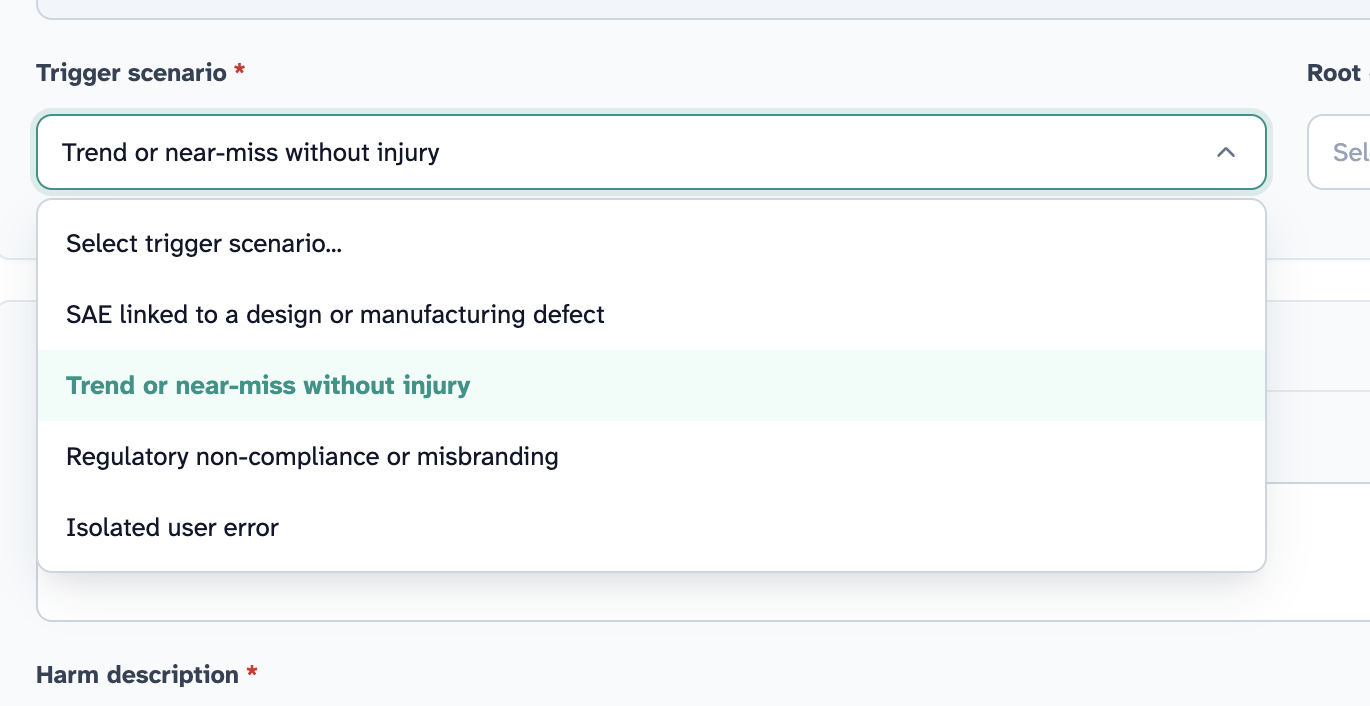 Trigger scenario *
Root
Trend or near-miss without injury
Select trigger scenario...
SAE linked to a design or manufacturing defect
Trend or near-miss without injury
Regulatory non-compliance or misbranding
Isolated user error
Harm description *